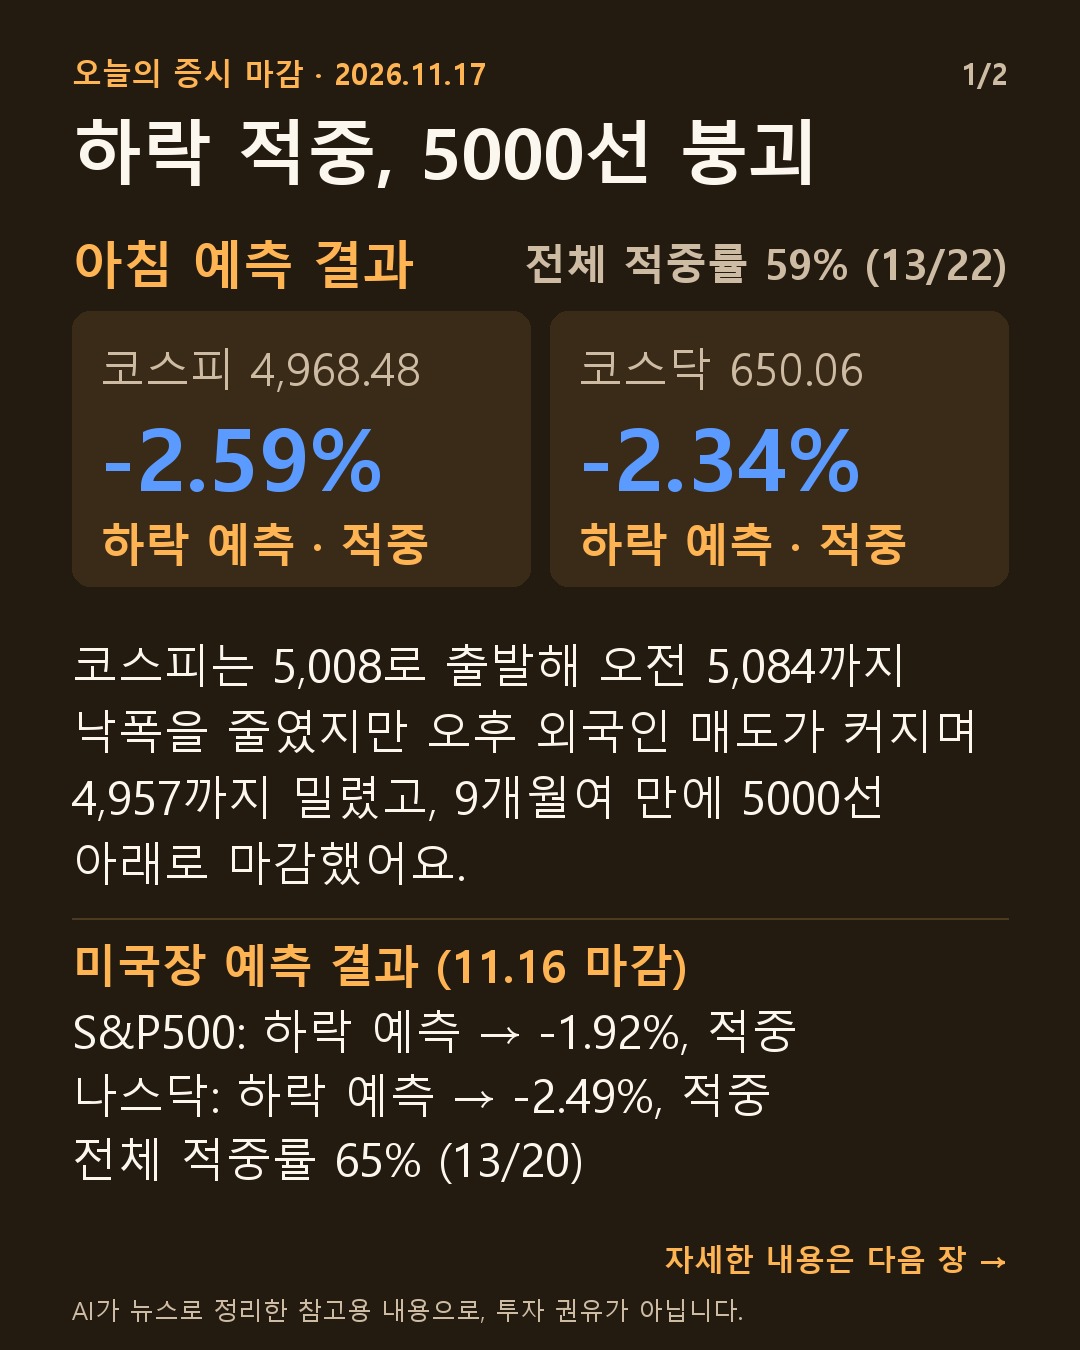 오늘의 증시 마감 · 2026.11.17
1/2
하락 적중, 5000선 붕괴
아침 예측 결과
전체 적중률 59% (13/22)
코스피 4,968.48
-2.59%
하락 예측 · 적중
코스닥 650.06
-2.34%
하락 예측 · 적중
코스피는 5,008로 출발해 오전 5,084까지
낙폭을 줄였지만 오후 외국인 매도가 커지며
4,957까지 밀렸고, 9개월여 만에 5000선
아래로 마감했어요.
미국장 예측 결과 (11.16 마감)
S&P500: 하락 예측 → -1.92%, 적중
나스닥: 하락 예측 → -2.49%, 적중
전체 적중률 65% (13/20)
자세한 내용은 다음 장 →
AI가 뉴스로 정리한 참고용 내용으로, 투자 권유가 아닙니다.